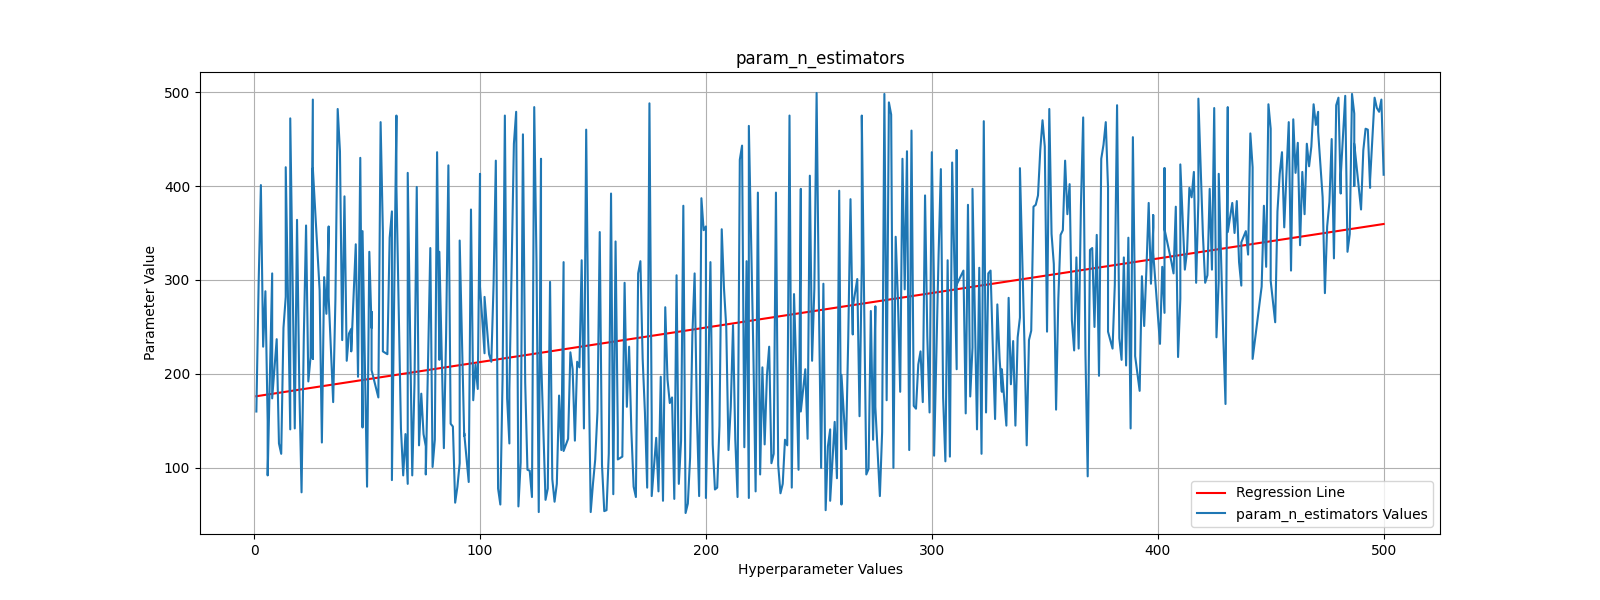 param_n_estimators
500
400
300
200
100
Parameter Value
0 100 200 300 400 500
Hyperparameter Values
Regression Line
param_n_estimators Values